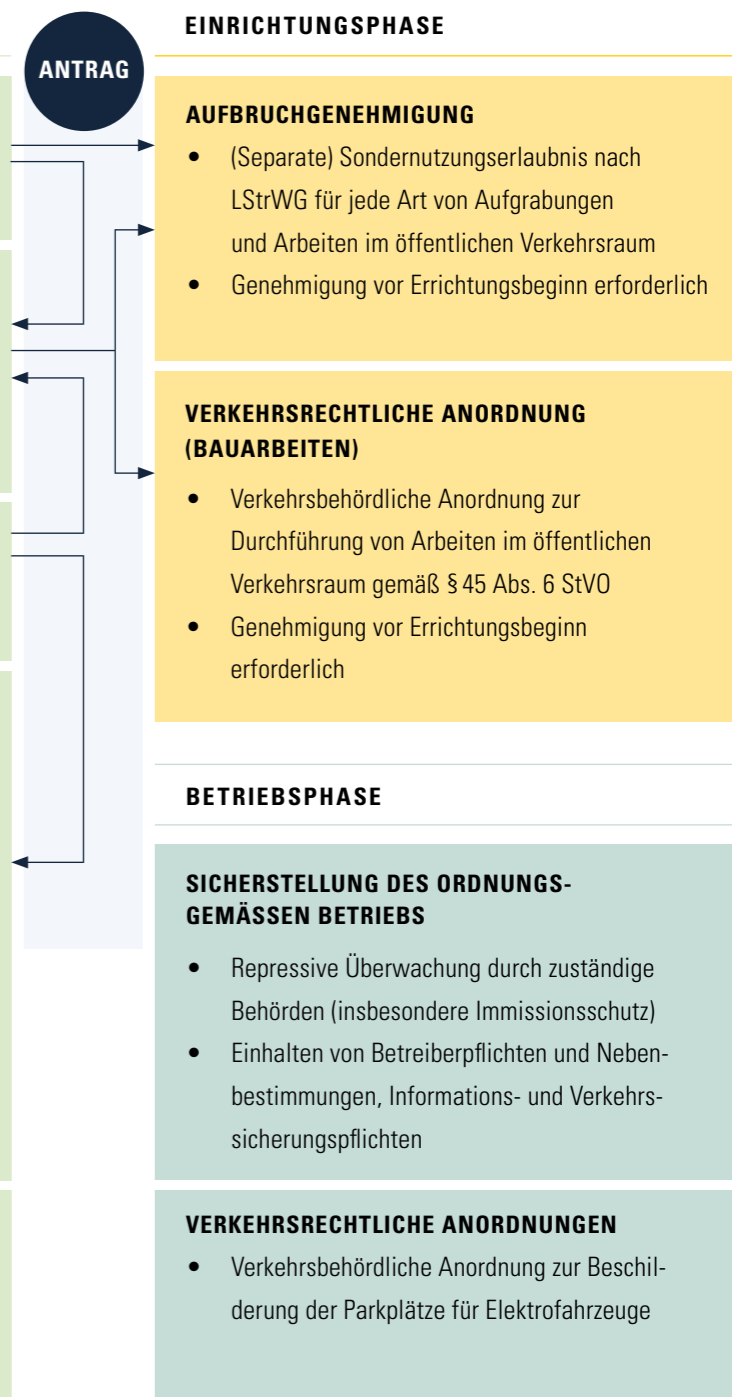 EINRICHTUNGSPHASE
ANTRAG
AUFBRUCHGENEHMIGUNG
• (Separate) Sondernutzungserlaubnis nach
LStrWG für jede Art von Aufgrabungen
und Arbeiten im öffentlichen Verkehrsraum
• Genehmigung vor Errichtungsbeginn erforderlich
VERKEHRSRECHTLICHE ANORDNUNG
(BAUARBEITEN)
• Verkehrsbehördliche Anordnung zur
Durchführung von Arbeiten im öffentlichen
Verkehrsraum gemäß § 45 Abs. 6 StVO
• Genehmigung vor Errichtungsbeginn
erforderlich
BETRIEBSPHASE
SICHERSTELLUNG DES ORDNUNGS-
GEMÄSSEN BETRIEBS
• Repressive Überwachung durch zuständige
Behörden (insbesondere Immissionsschutz)
• Einhalten von Betreiberpflichten und Neben-
bestimmungen, Informations- und Verkehrs-
sicherungspflichten
VERKEHRSRECHTLICHE ANORDNUNGEN
• Verkehrsbehördliche Anordnung zur Beschil-
derung der Parkplätze für Elektrofahrzeuge